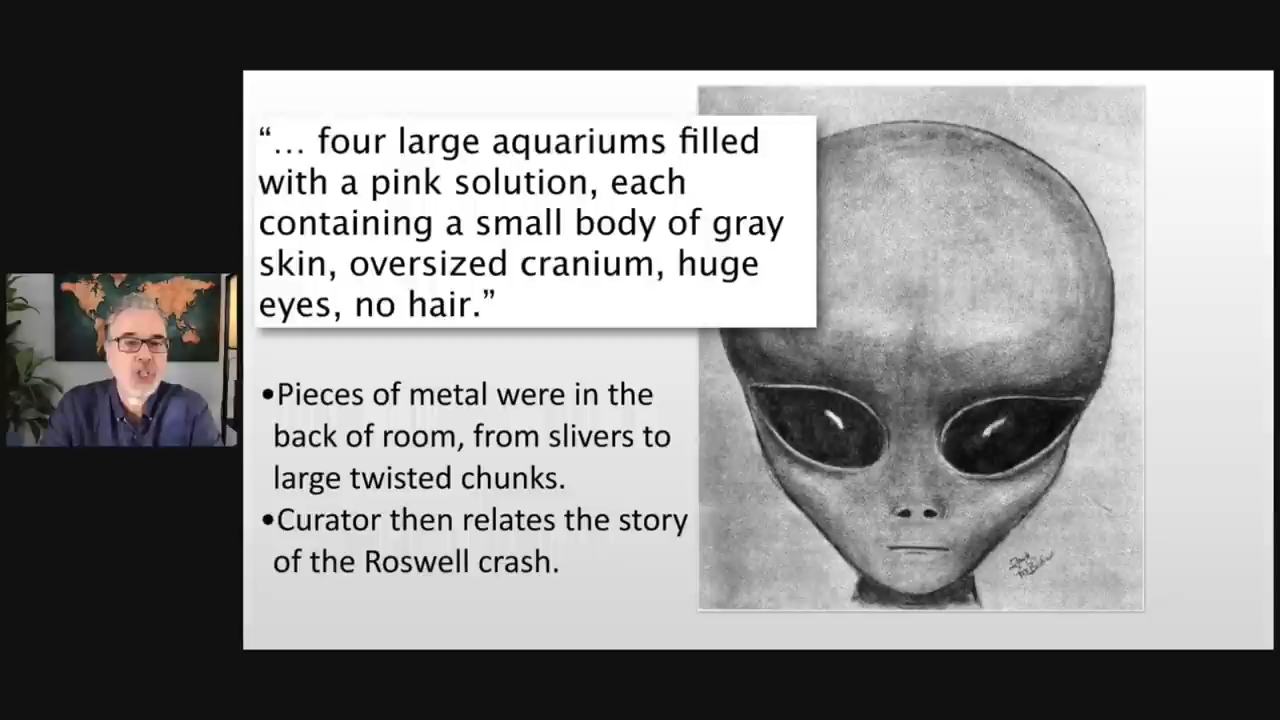 “… four large aquariums filled
with a pink solution, each
containing a small body of gray
skin, oversized cranium, huge
eyes, no hair.”
•Pieces of metal were in the
back of room, from slivers to
large twisted chunks.
•Curator then relates the story
of the Roswell crash.